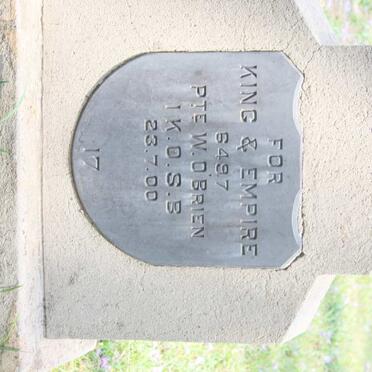 FOR
KING & EMPIRE
6497
PTE W. O'BRIEN
1 K.O.S.B
23.7.00
17